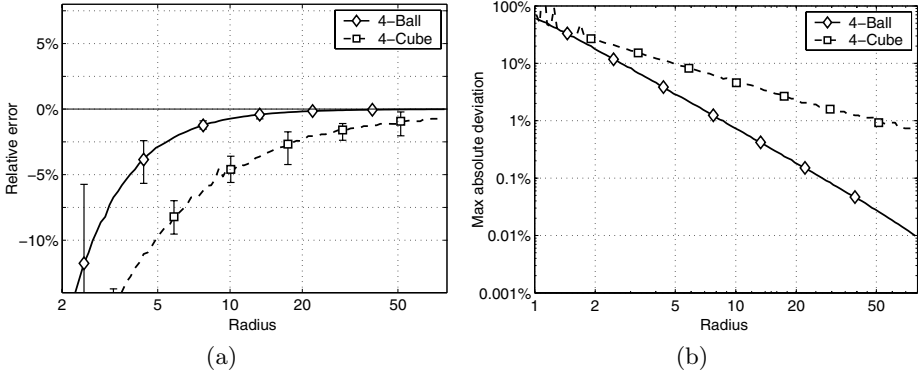 5%
0%
−5%
−10%
Relative error
2
5
10
20
50
Radius
4−Ball
4−Cube
(a)
100%
10%
1%
0.1%
0.01%
0.001%
Max absolute deviation
1
2
5
10
20
50
Radius
4−Ball
4−Cube
(b)